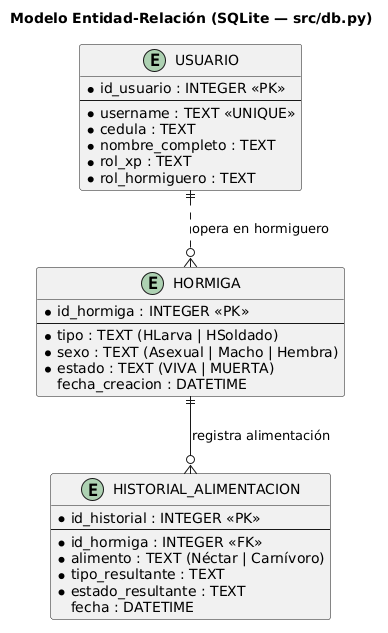 Modelo Entidad-Relación (SQLite — src/db.py)
E USUARIO
id_usuario : INTEGER «PK»
username : TEXT «UNIQUE»
cedula : TEXT
nombre_completo : TEXT
rol_xp : TEXT
rol_hormiguero : TEXT
opera en hormiguero
E HORMIGA
id_hormiga : INTEGER «PK»
tipo : TEXT (HLarva | HSoldado)
sexo : TEXT (Asexual | Macho | Hembra)
estado : TEXT (VIVA | MUERTA)
fecha_creacion : DATETIME
registra alimentación
E HISTORIAL_ALIMENTACION
id_historial : INTEGER «PK»
id_hormiga : INTEGER «FK»
alimento : TEXT (Néctar | Carnívoro)
tipo_resultante : TEXT
estado_resultante : TEXT
fecha : DATETIME